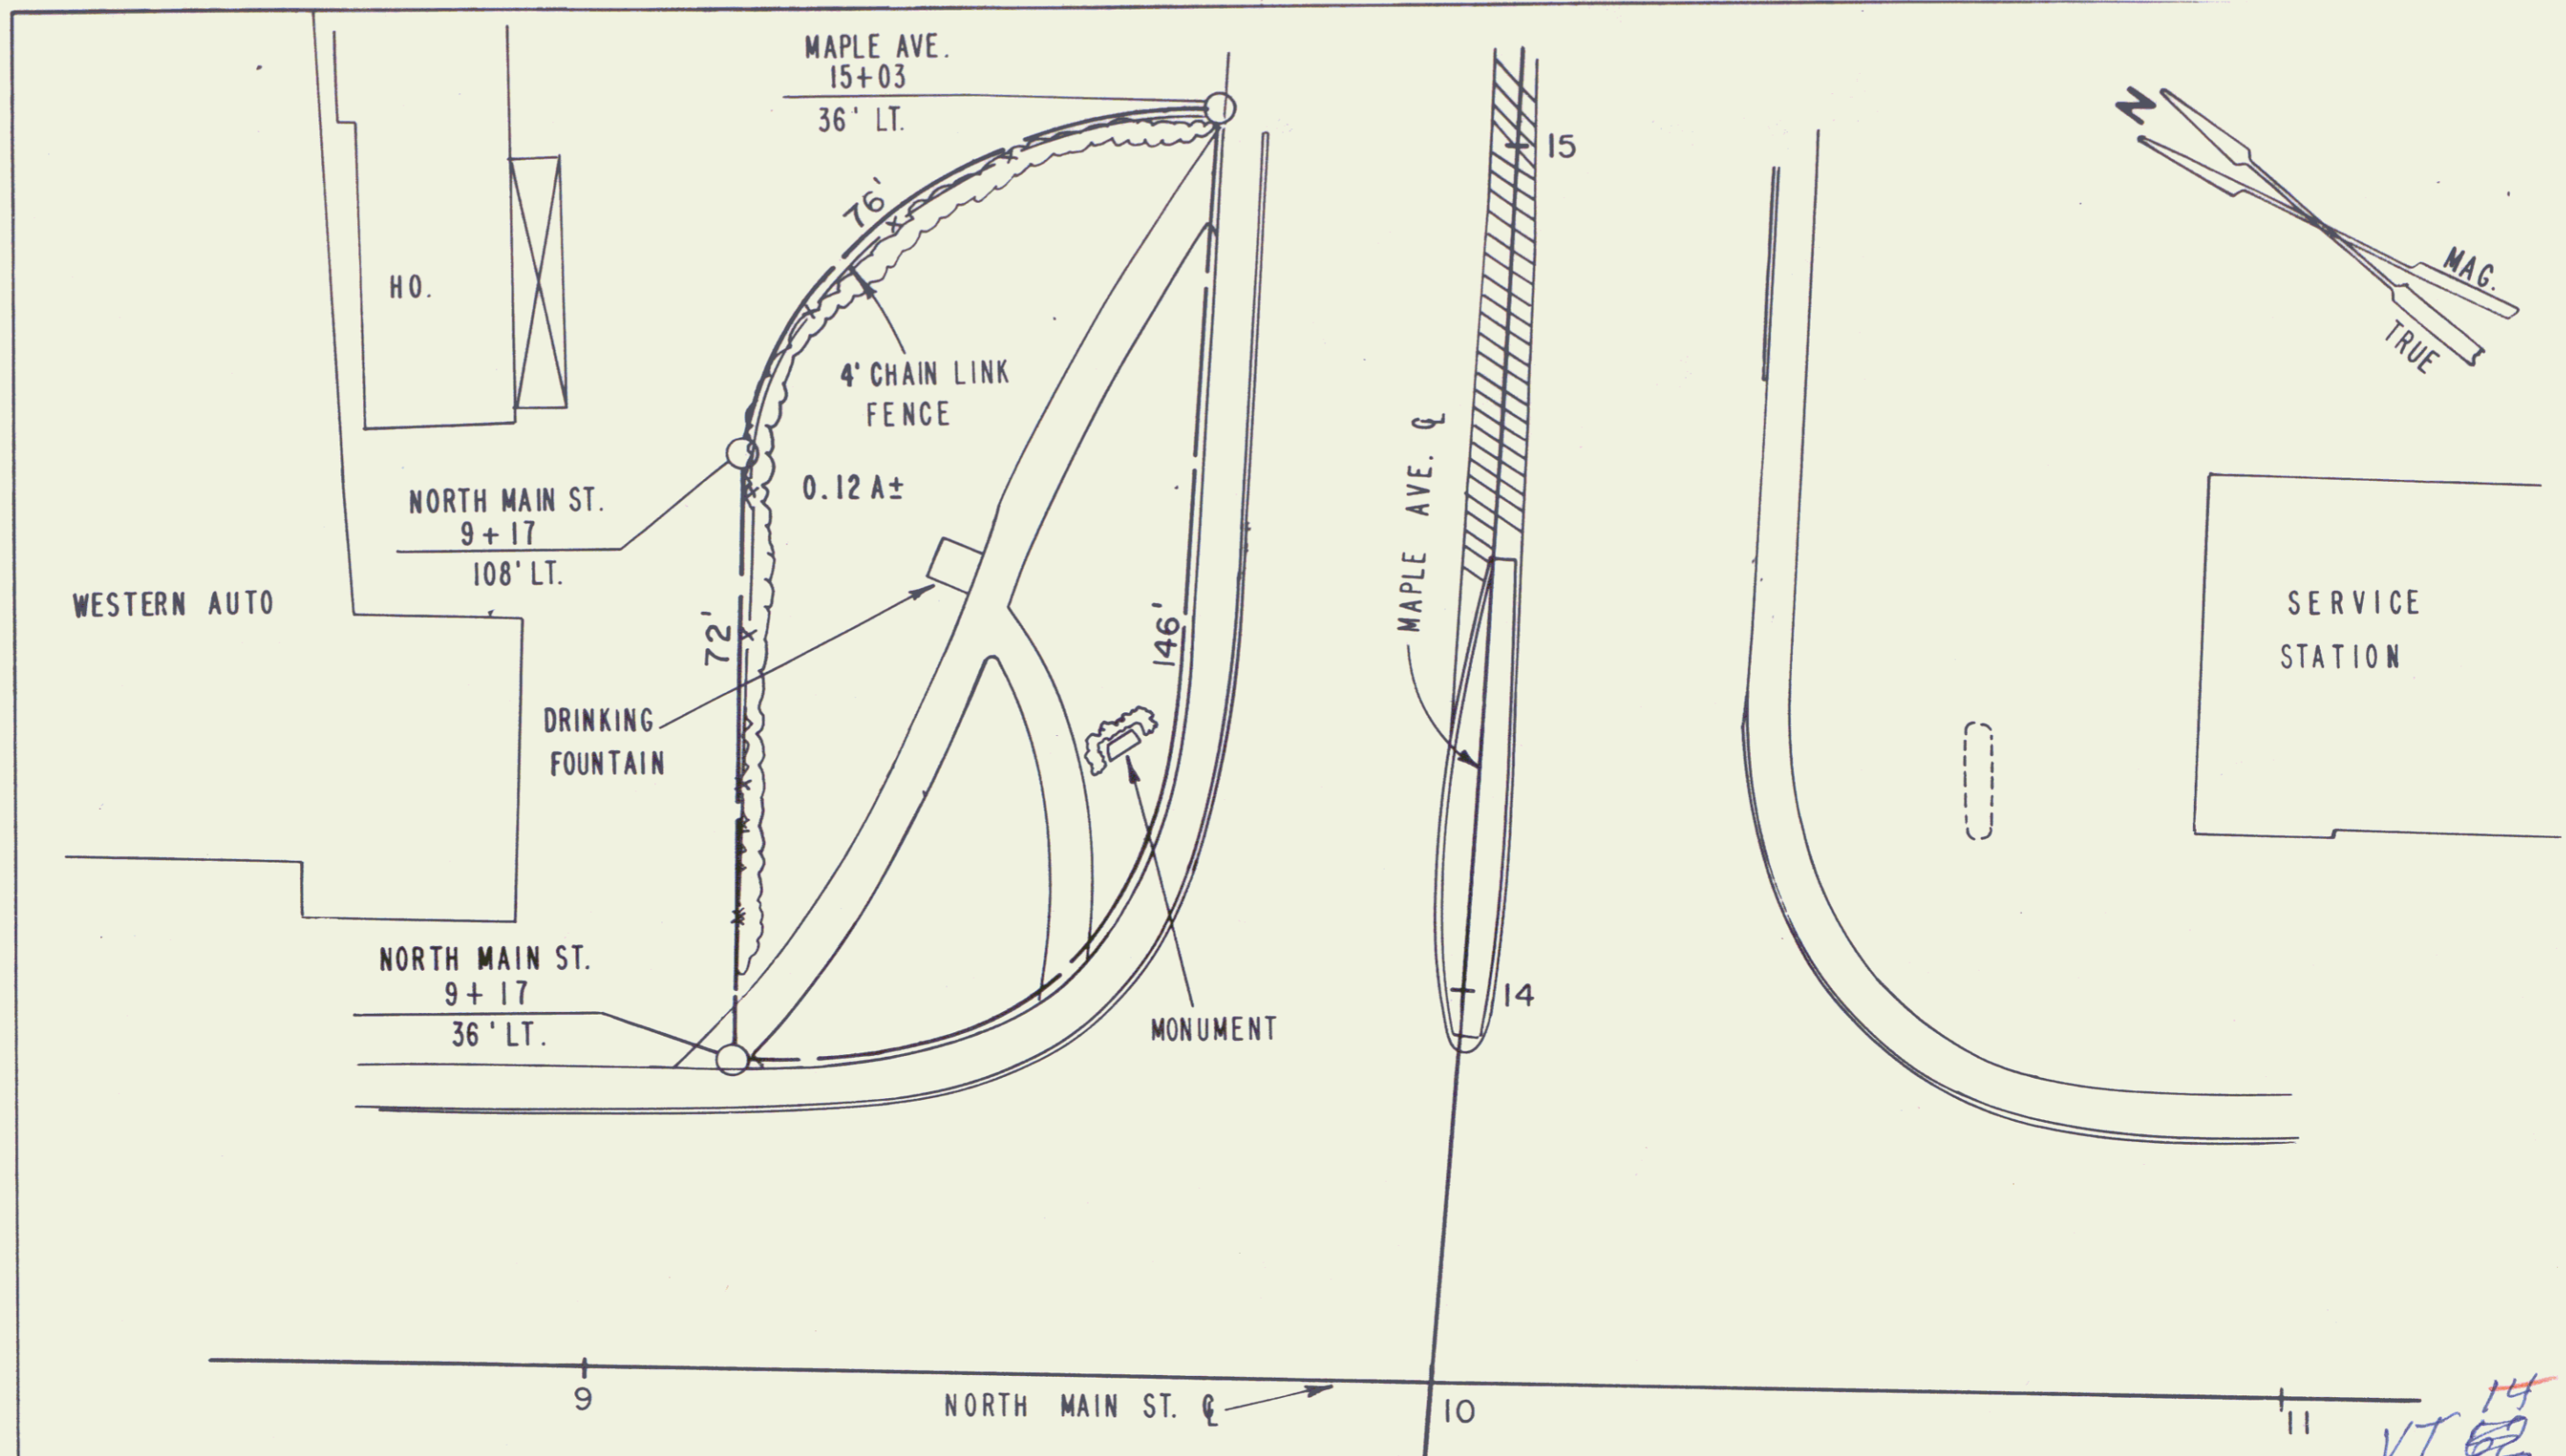 MAPLE AVE.
15+03
36' LT.
N
MAG.
TRUE
15
76'
HO.
4' CHAIN LINK
FENCE
0.12 A±
NORTH MAIN ST.
9+17
108' LT.
WESTERN AUTO
72'
146'
MAPLE AVE. ℄
SERVICE
STATION
DRINKING
FOUNTAIN
NORTH MAIN ST.
9+17
36' LT.
MONUMENT
14
9
NORTH MAIN ST. ℄
10
11
14
VT